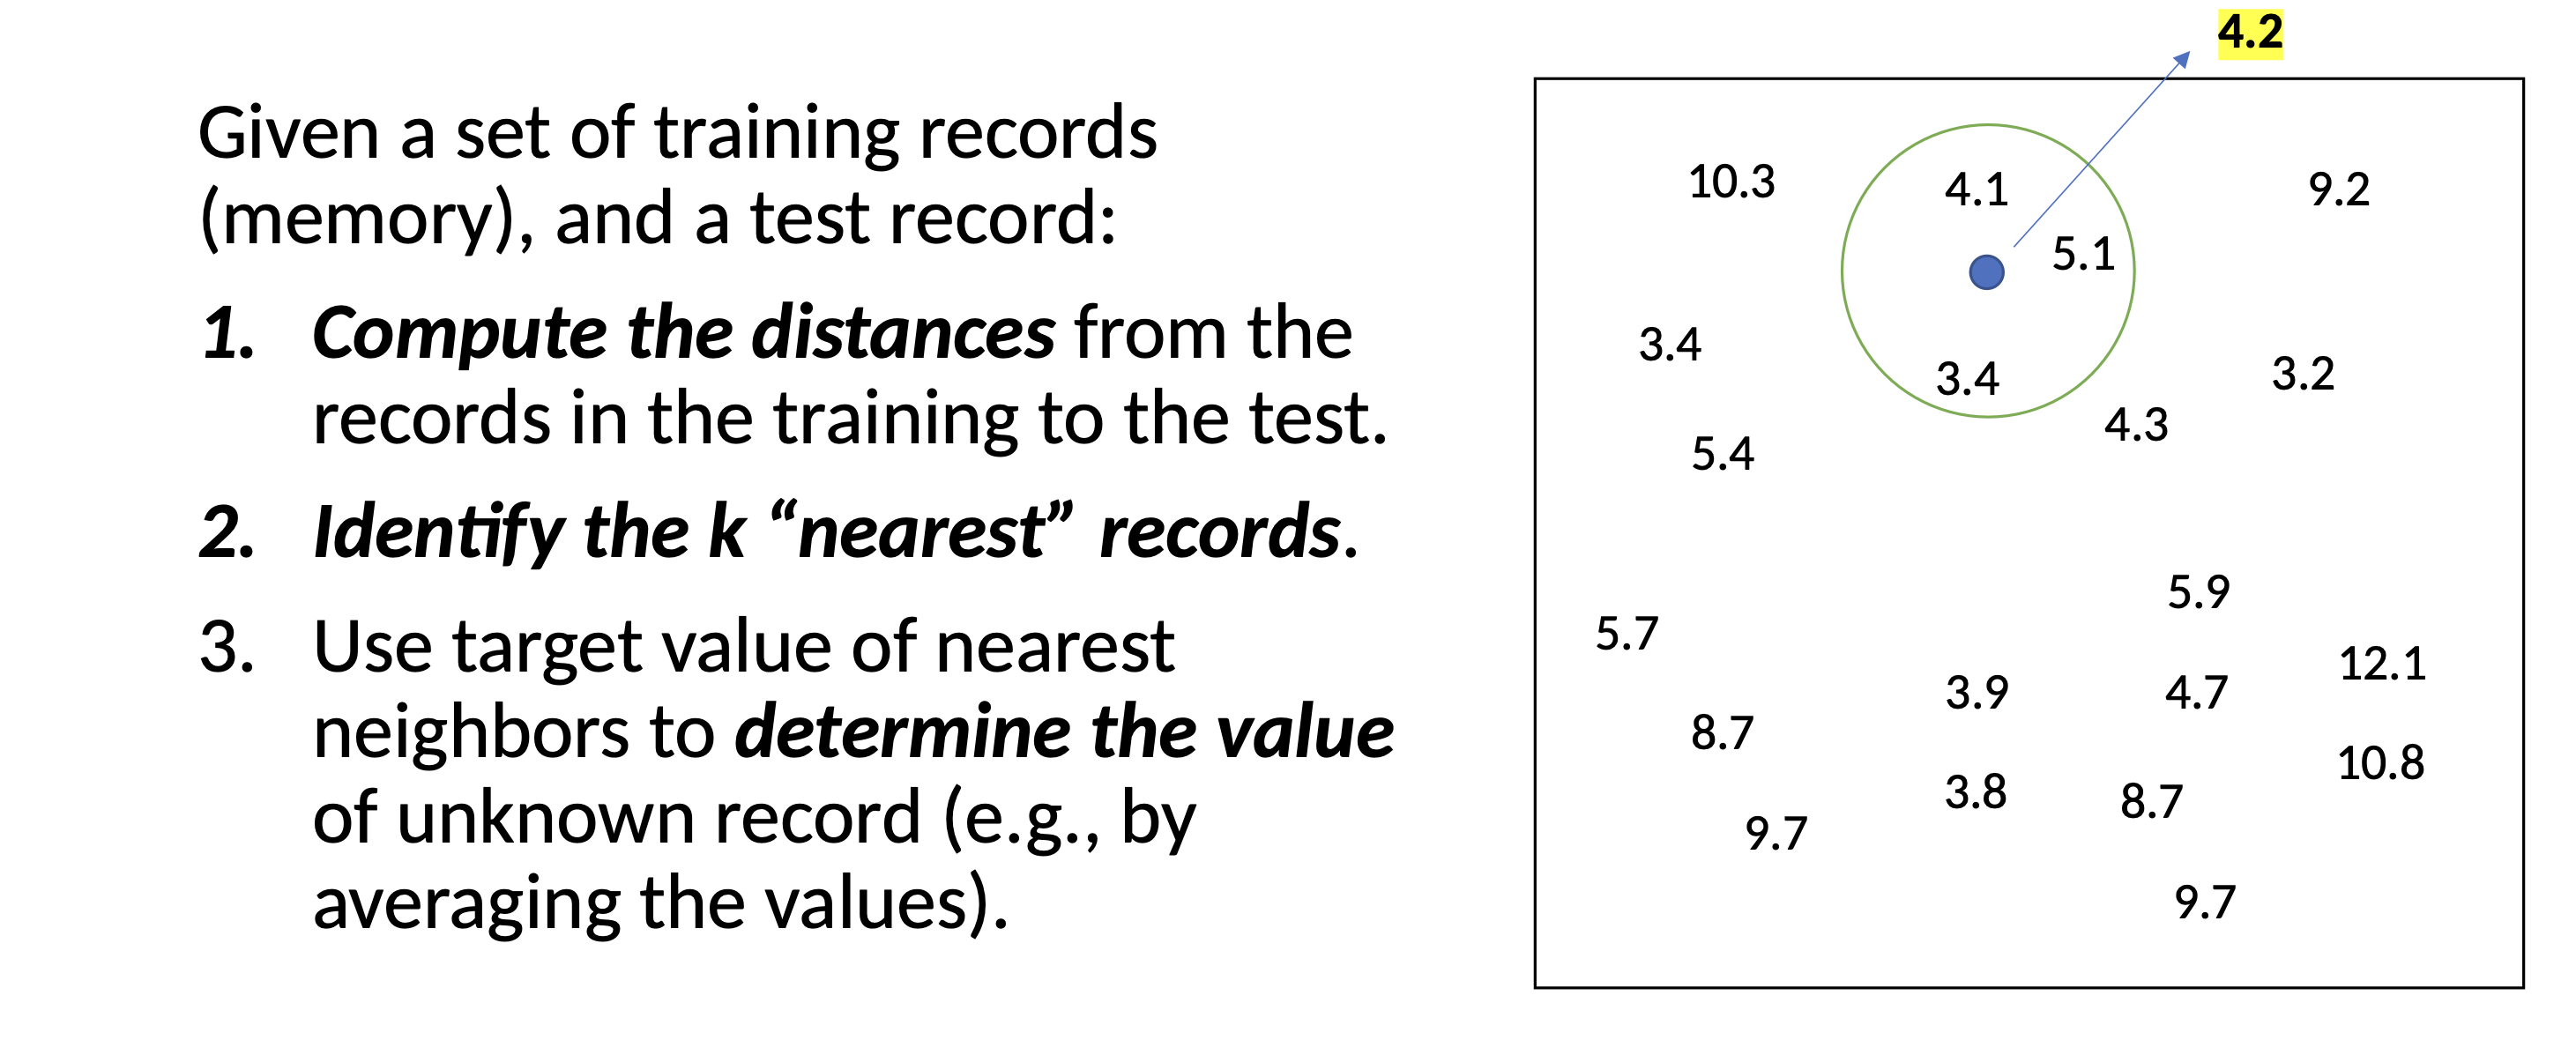 Given a set of training records
(memory), and a test record:
1. Compute the distances from the
records in the training to the test.
2. Identify the k “nearest” records.
3. Use target value of nearest
neighbors to determine the value
of unknown record (e.g., by
averaging the values).
4.2
10.3
4.1
9.2
5.1
3.4
3.4
3.2
4.3
5.4
5.9
5.7
12.1
3.9
4.7
8.7
10.8
3.8
8.7
9.7
9.7